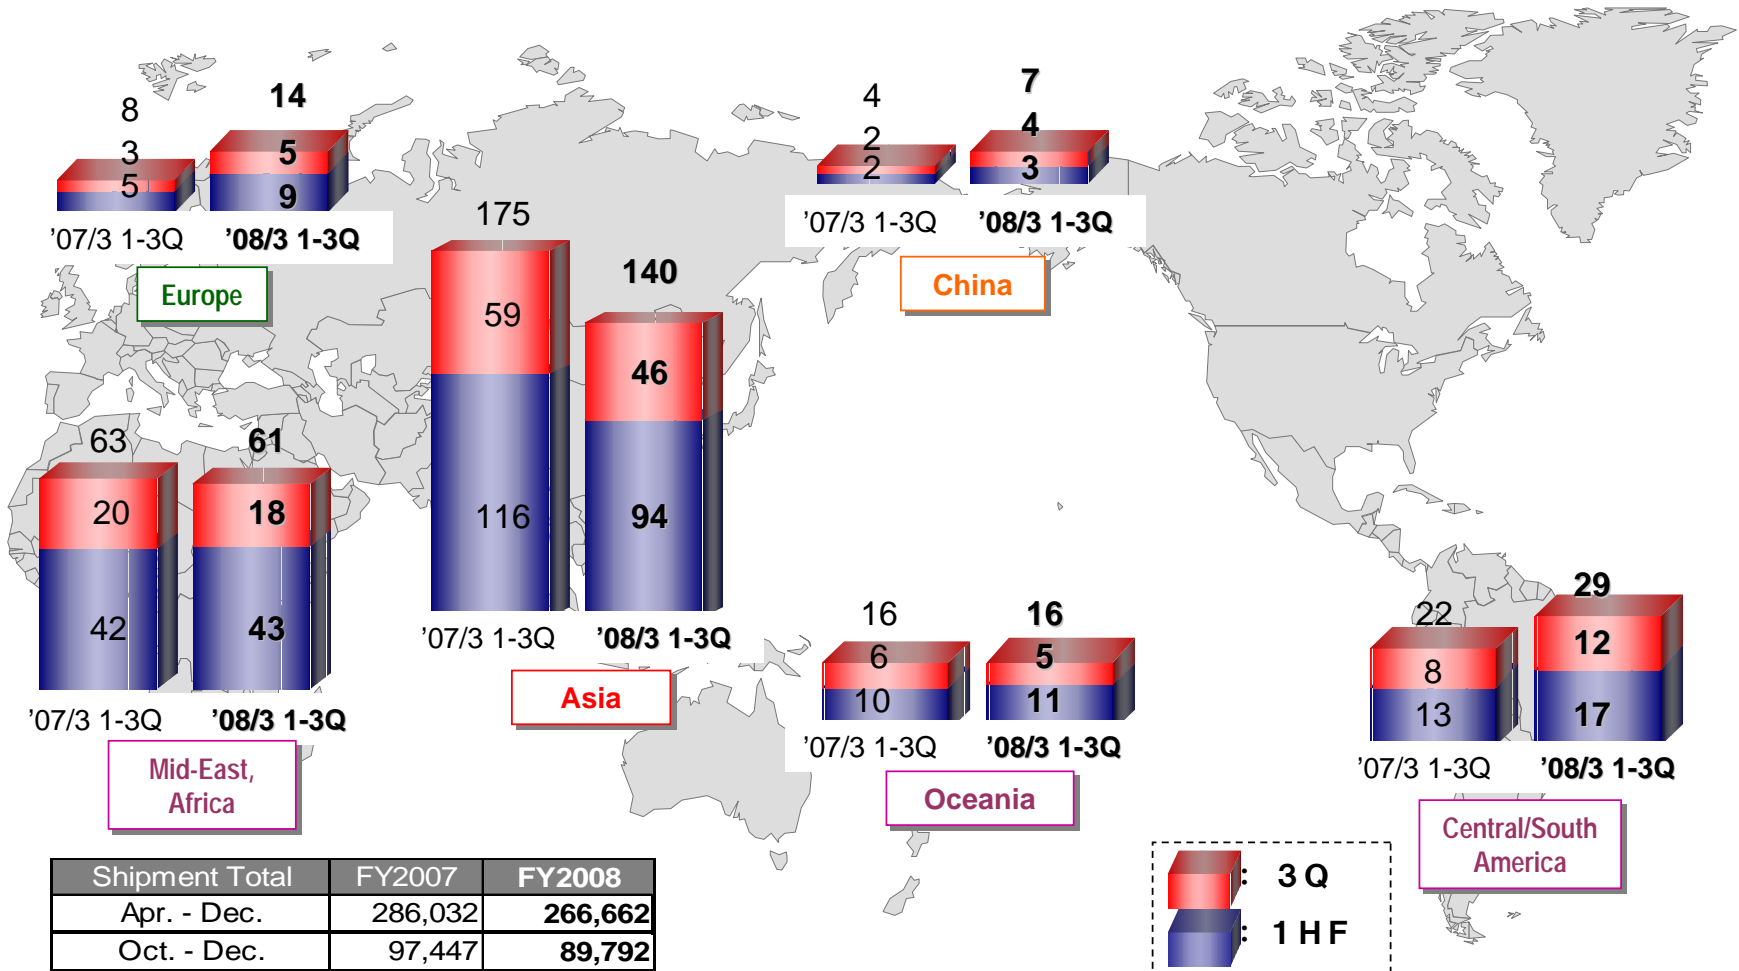 8
14
3
5
5
9
'07/3 1-3Q
'08/3 1-3Q
Europe
4
7
2
4
2
3
'07/3 1-3Q
'08/3 1-3Q
China
175
140
59
46
116
94
'07/3 1-3Q
'08/3 1-3Q
Asia
63
61
20
18
42
43
'07/3 1-3Q
'08/3 1-3Q
Mid-East,
Africa
16
16
6
5
10
11
'07/3 1-3Q
'08/3 1-3Q
Oceania
22
29
8
12
13
17
'07/3 1-3Q
'08/3 1-3Q
Central/South
America
Shipment Total FY2007 FY2008
Apr. - Dec. 286,032 266,662
Oct. - Dec. 97,447 89,792
: 3 Q
: 1 H F